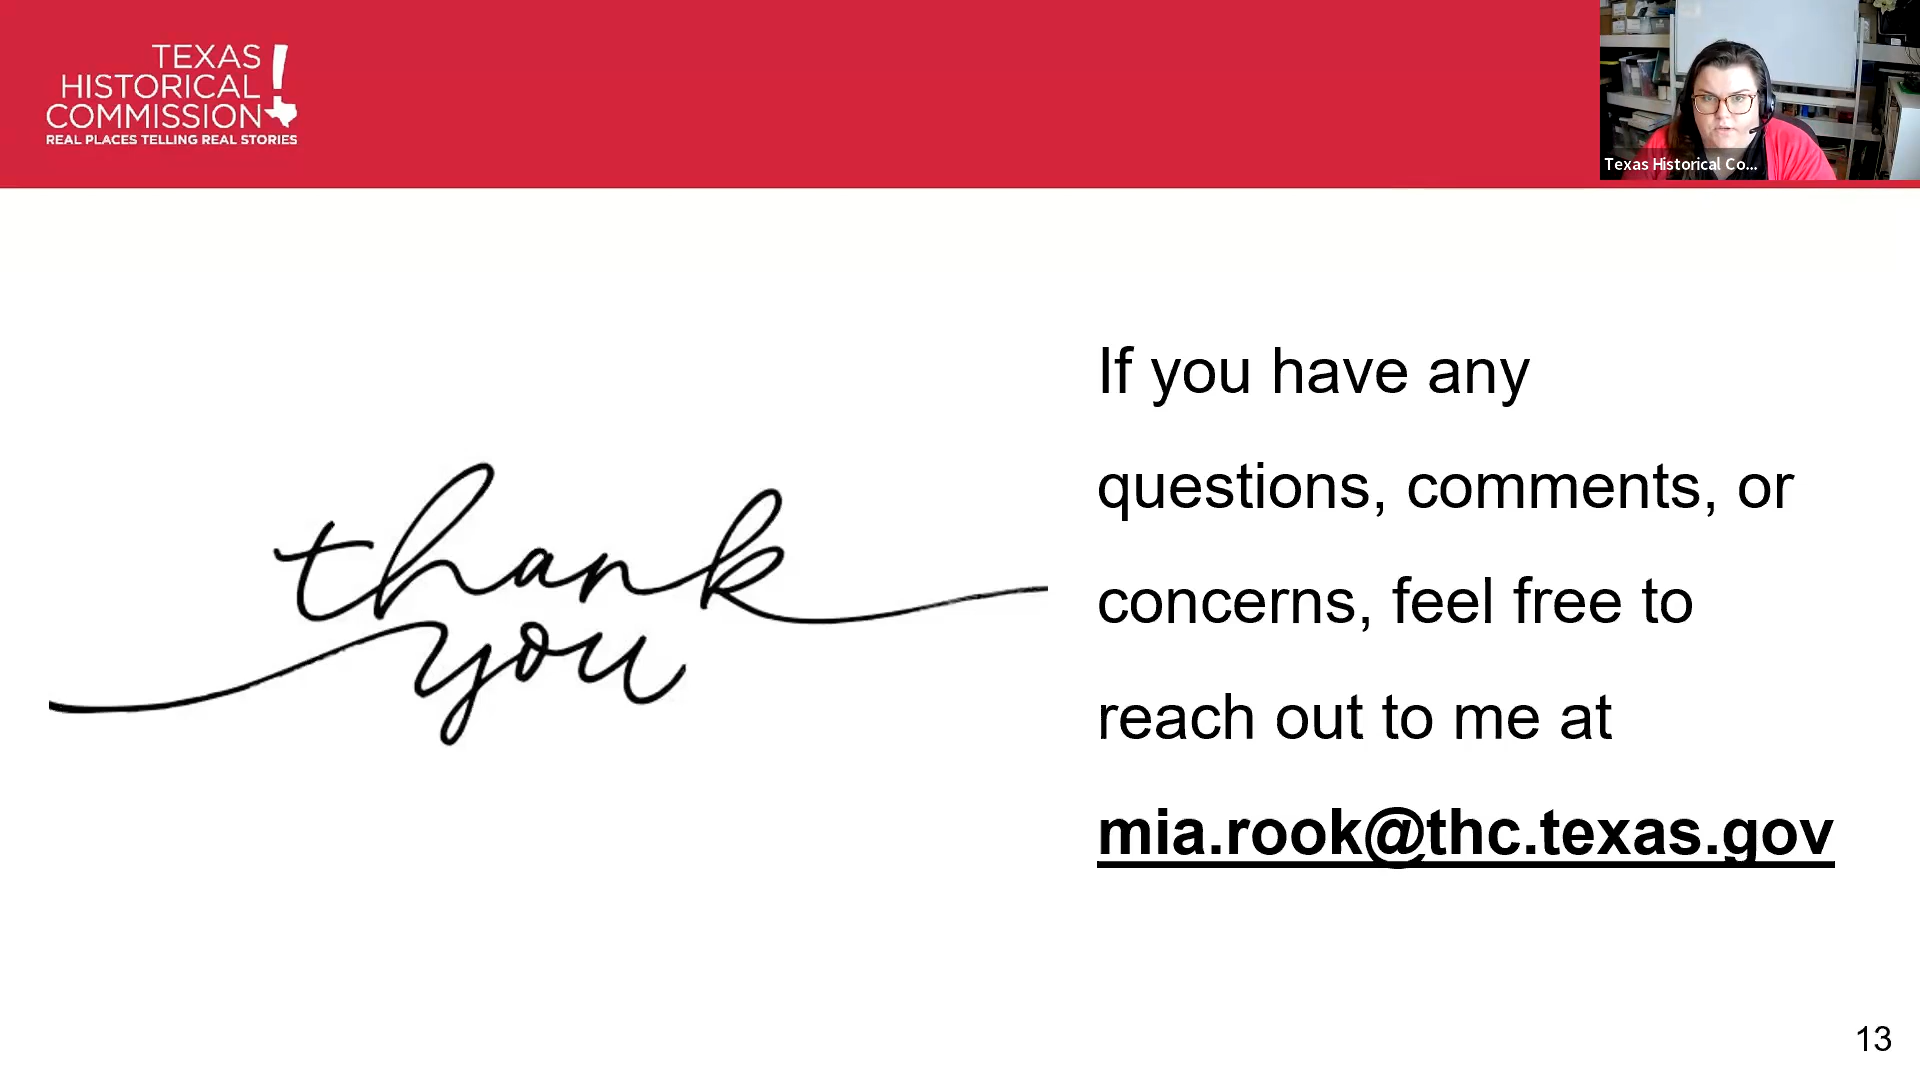 TEXAS
HISTORICAL
COMMISSION
REAL PLACES TELLING REAL STORIES
Texas Historical Co...
thank
you
If you have any
questions, comments, or
concerns, feel free to
reach out to me at
mia.rook@thc.texas.gov
13